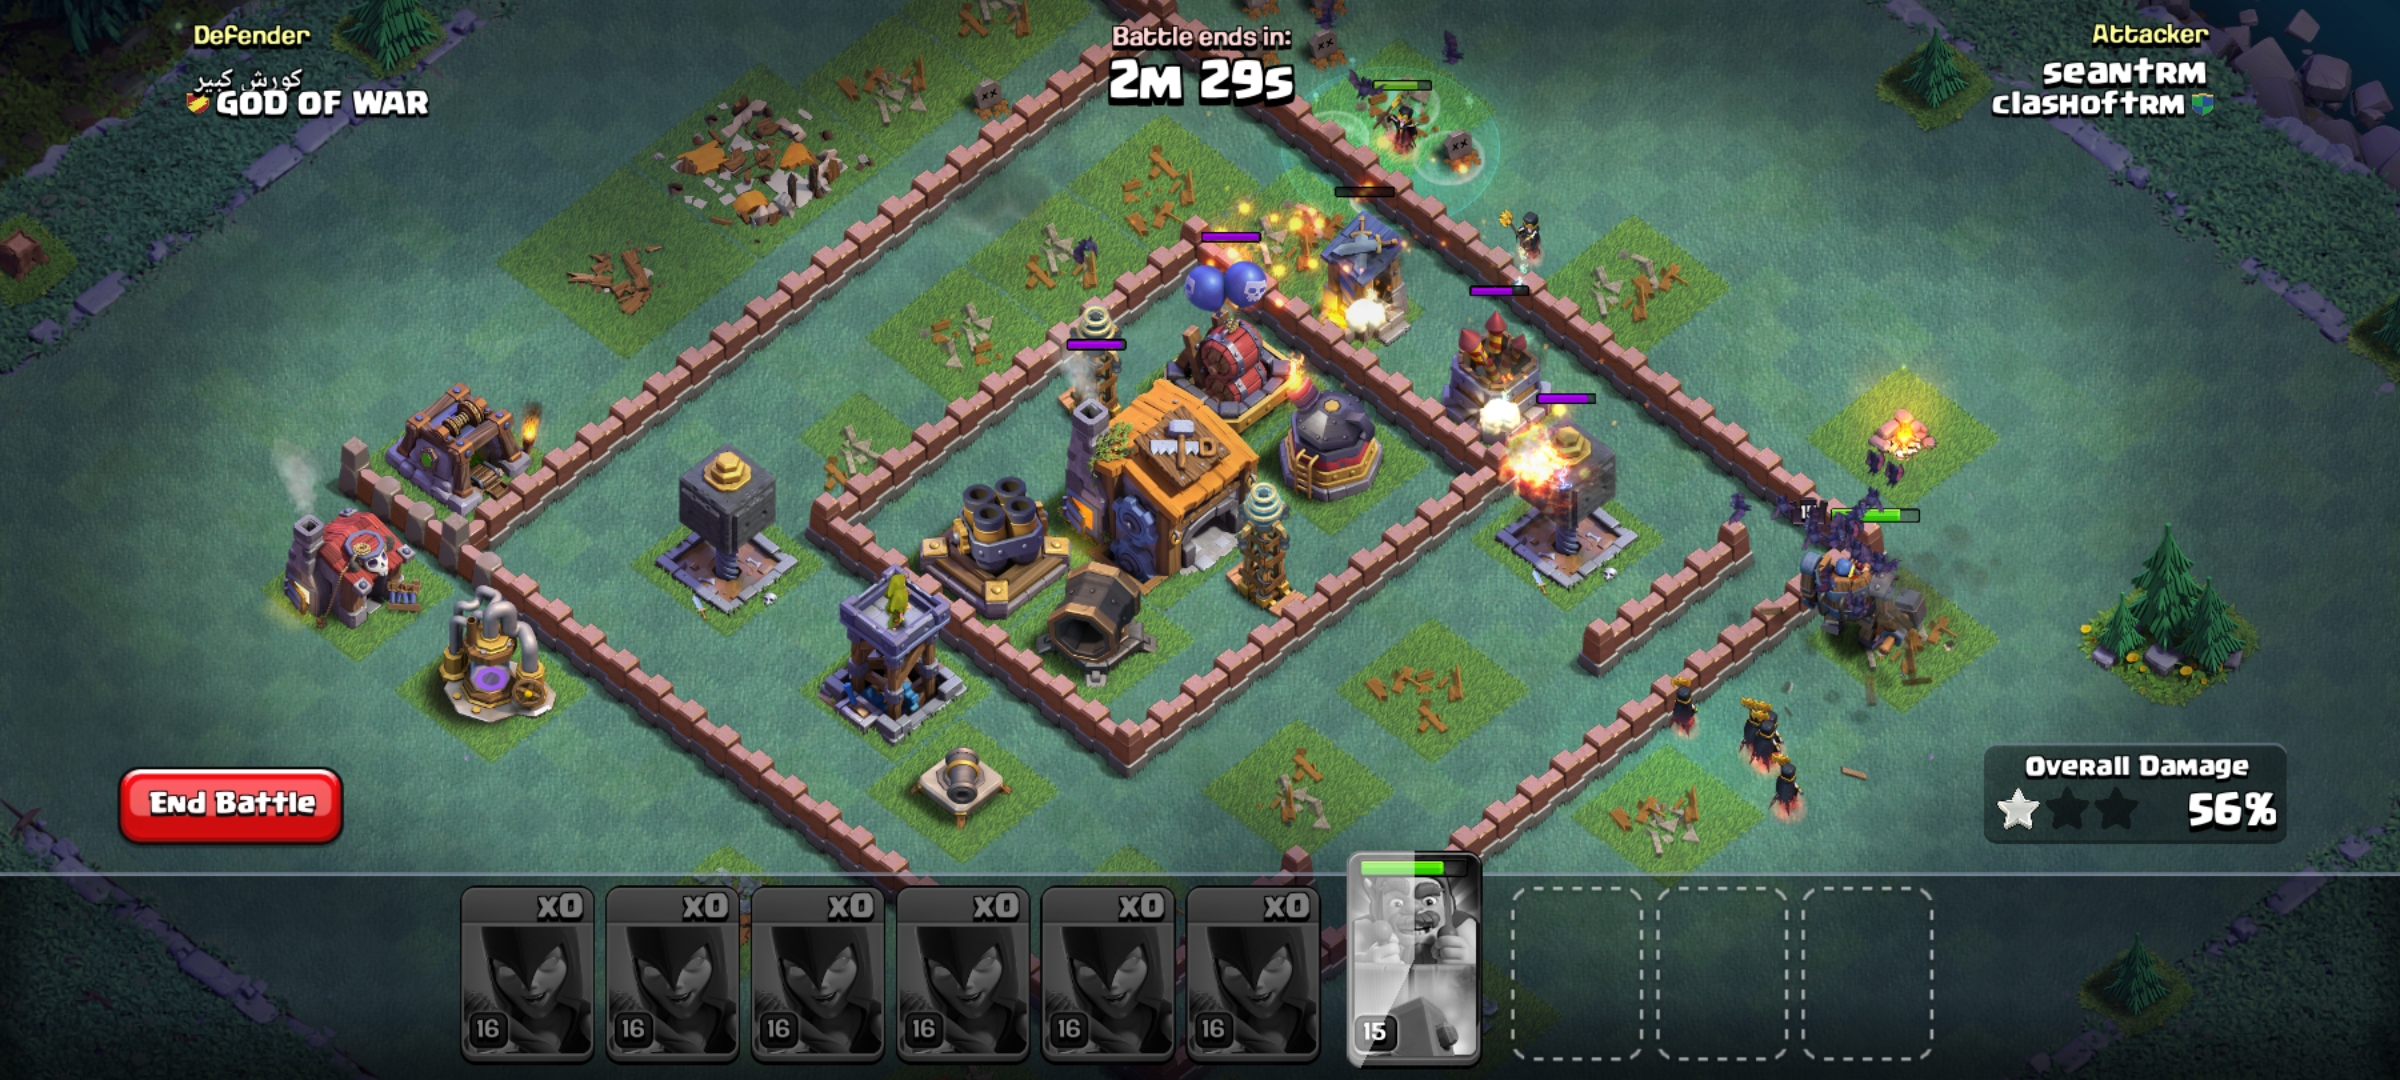 Defender
کورش کبیر
GOD OF WAR
Battle ends in:
2M 29s
Attacker
seantRM
clashoftRM
End Battle
Overall Damage
56%
x0 x0 x0 x0 x0 x0
16 16 16 16 16 16 15